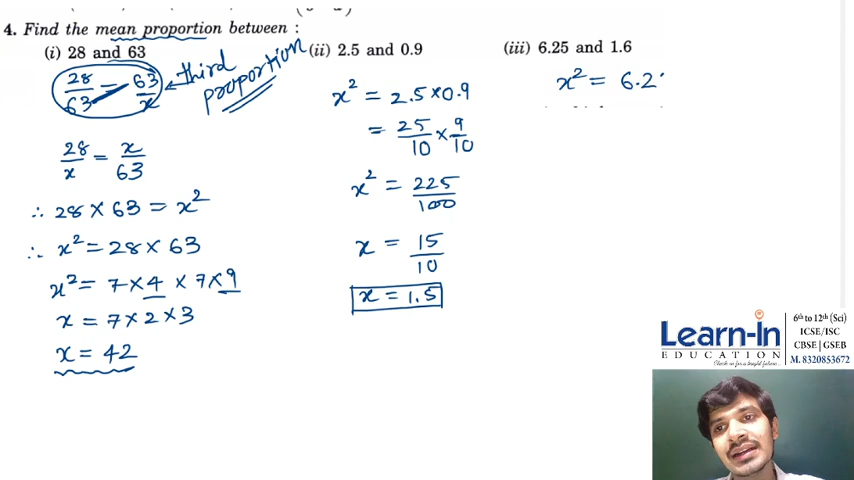 4. Find the mean proportion between :
(i) 28 and 63
(ii) 2.5 and 0.9
(iii) 6.25 and 1.6
28/63 = 63/x
third proportion
28/x = x/63
∴ 28 × 63 = x²
∴ x² = 28 × 63
x² = 7 × 4 × 7 × 9
x = 7 × 2 × 3
x = 42
x² = 2.5 × 0.9
= 25/10 × 9/10
x² = 225/100
x = 15/10
x = 1.5
x² = 6.2
Learn-In
EDUCATION
6th to 12th (Sci)
ICSE/ISC
CBSE | GSEB
M. 8320853672